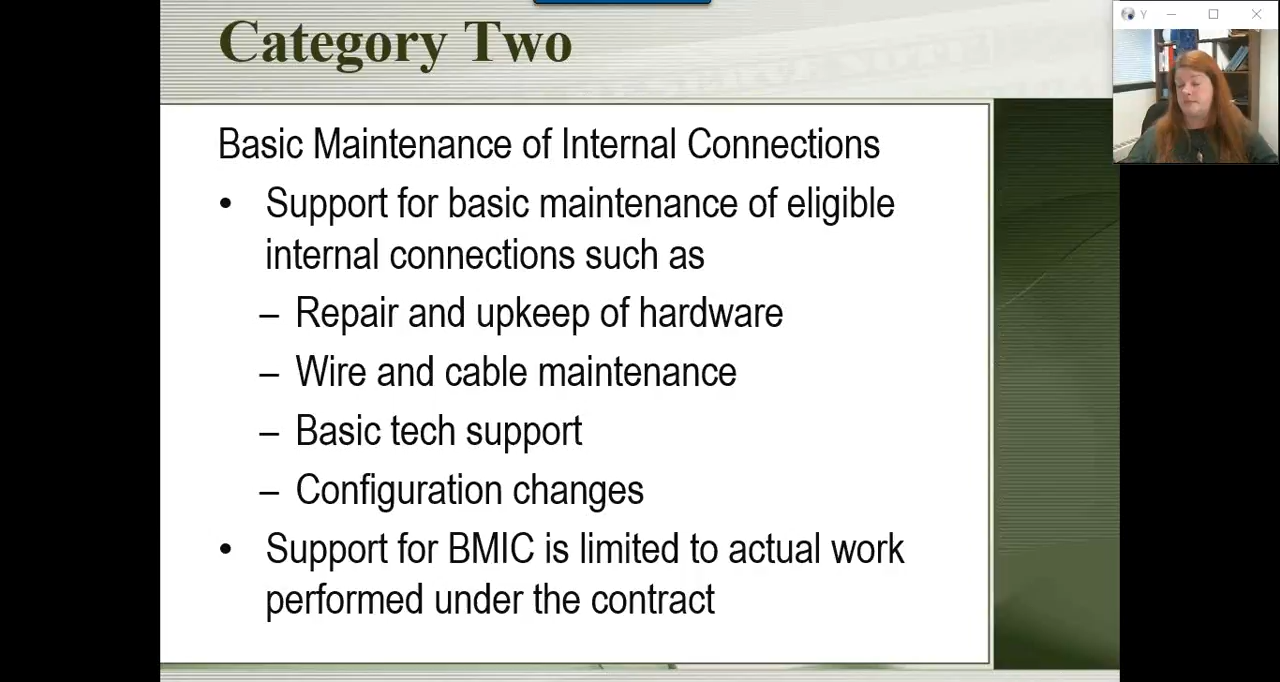 Category Two
Y
Basic Maintenance of Internal Connections
• Support for basic maintenance of eligible
internal connections such as
– Repair and upkeep of hardware
– Wire and cable maintenance
– Basic tech support
– Configuration changes
• Support for BMIC is limited to actual work
performed under the contract